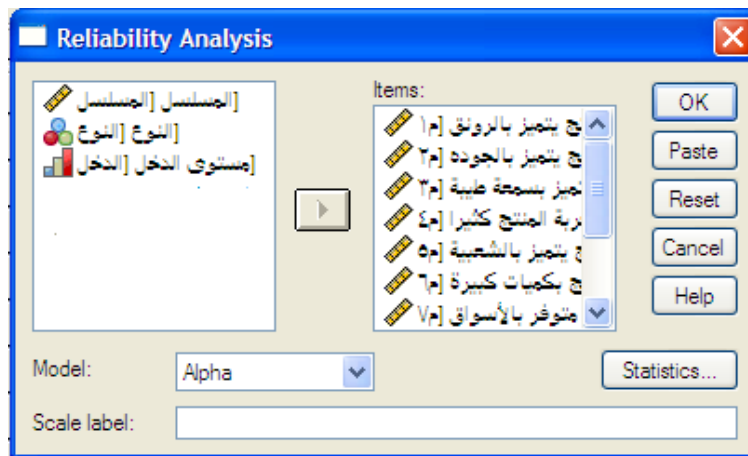 Reliability Analysis
المسلسل [المسلسل]
النوع [النوع]
مستوى الدخل [الدخل]
Items:
ج يتميز بالرونق [م١
ج يتميز بالجوده [م٢
تميز بسمعة طيبة [م٣
ربة المنتج كثيرا [م٤
ج يتميز بالشعبية [م٥
ج بكميات كبيرة [م٦
متوفر بالأسواق [م٧
OK
Paste
Reset
Cancel
Help
Model:
Alpha
Statistics...
Scale label: